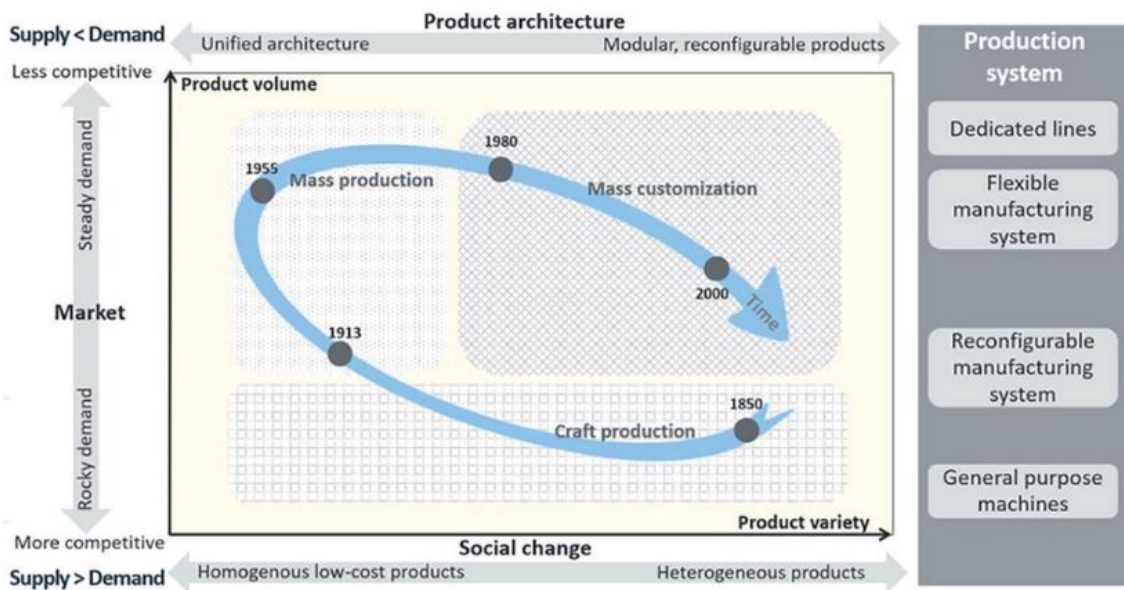 Product architecture
Supply < Demand
Unified architecture
Modular, reconfigurable products
Less competitive
Product volume
Steady demand
Market
Rocky demand
More competitive
Supply > Demand
1955
1980
Mass production
Mass customization
2000
Time
1913
1850
Craft production
Product variety
Social change
Homogenous low-cost products
Heterogeneous products
Production
system
Dedicated lines
Flexible
manufacturing
system
Reconfigurable
manufacturing
system
General purpose
machines